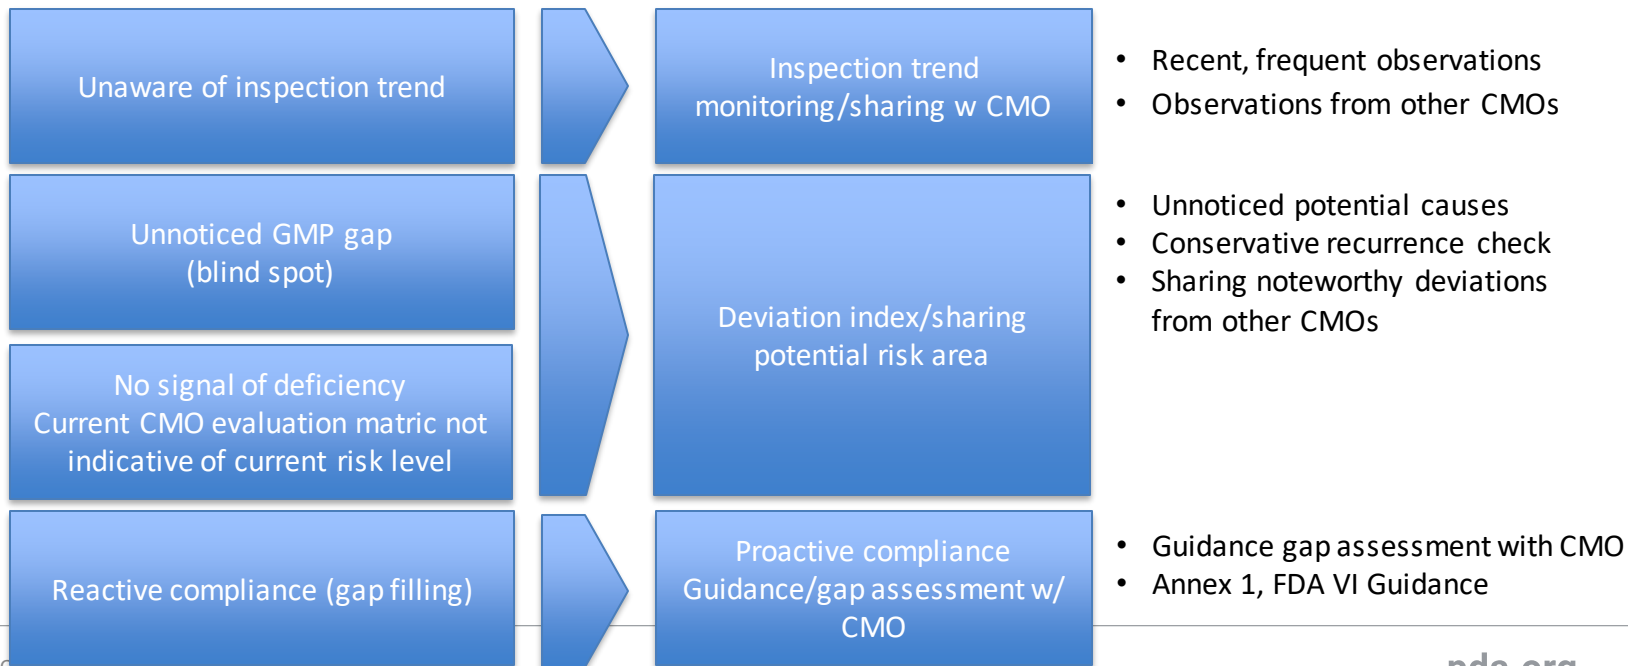 Unaware of inspection trend
Inspection trend
monitoring/sharing w CMO
• Recent, frequent observations
• Observations from other CMOs
Unnoticed GMP gap
(blind spot)
No signal of deficiency
Current CMO evaluation matric not
indicative of current risk level
Deviation index/sharing
potential risk area
• Unnoticed potential causes
• Conservative recurrence check
• Sharing noteworthy deviations
from other CMOs
Reactive compliance (gap filling)
Proactive compliance
Guidance/gap assessment w/
CMO
• Guidance gap assessment with CMO
• Annex 1, FDA VI Guidance
pda.org